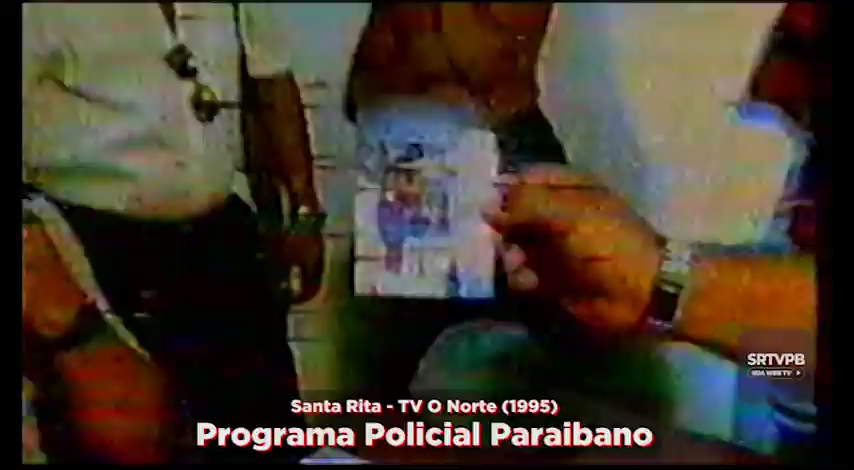 SRTVPB
Santa Rita - TV O Norte (1995)
Programa Policial Paraibano